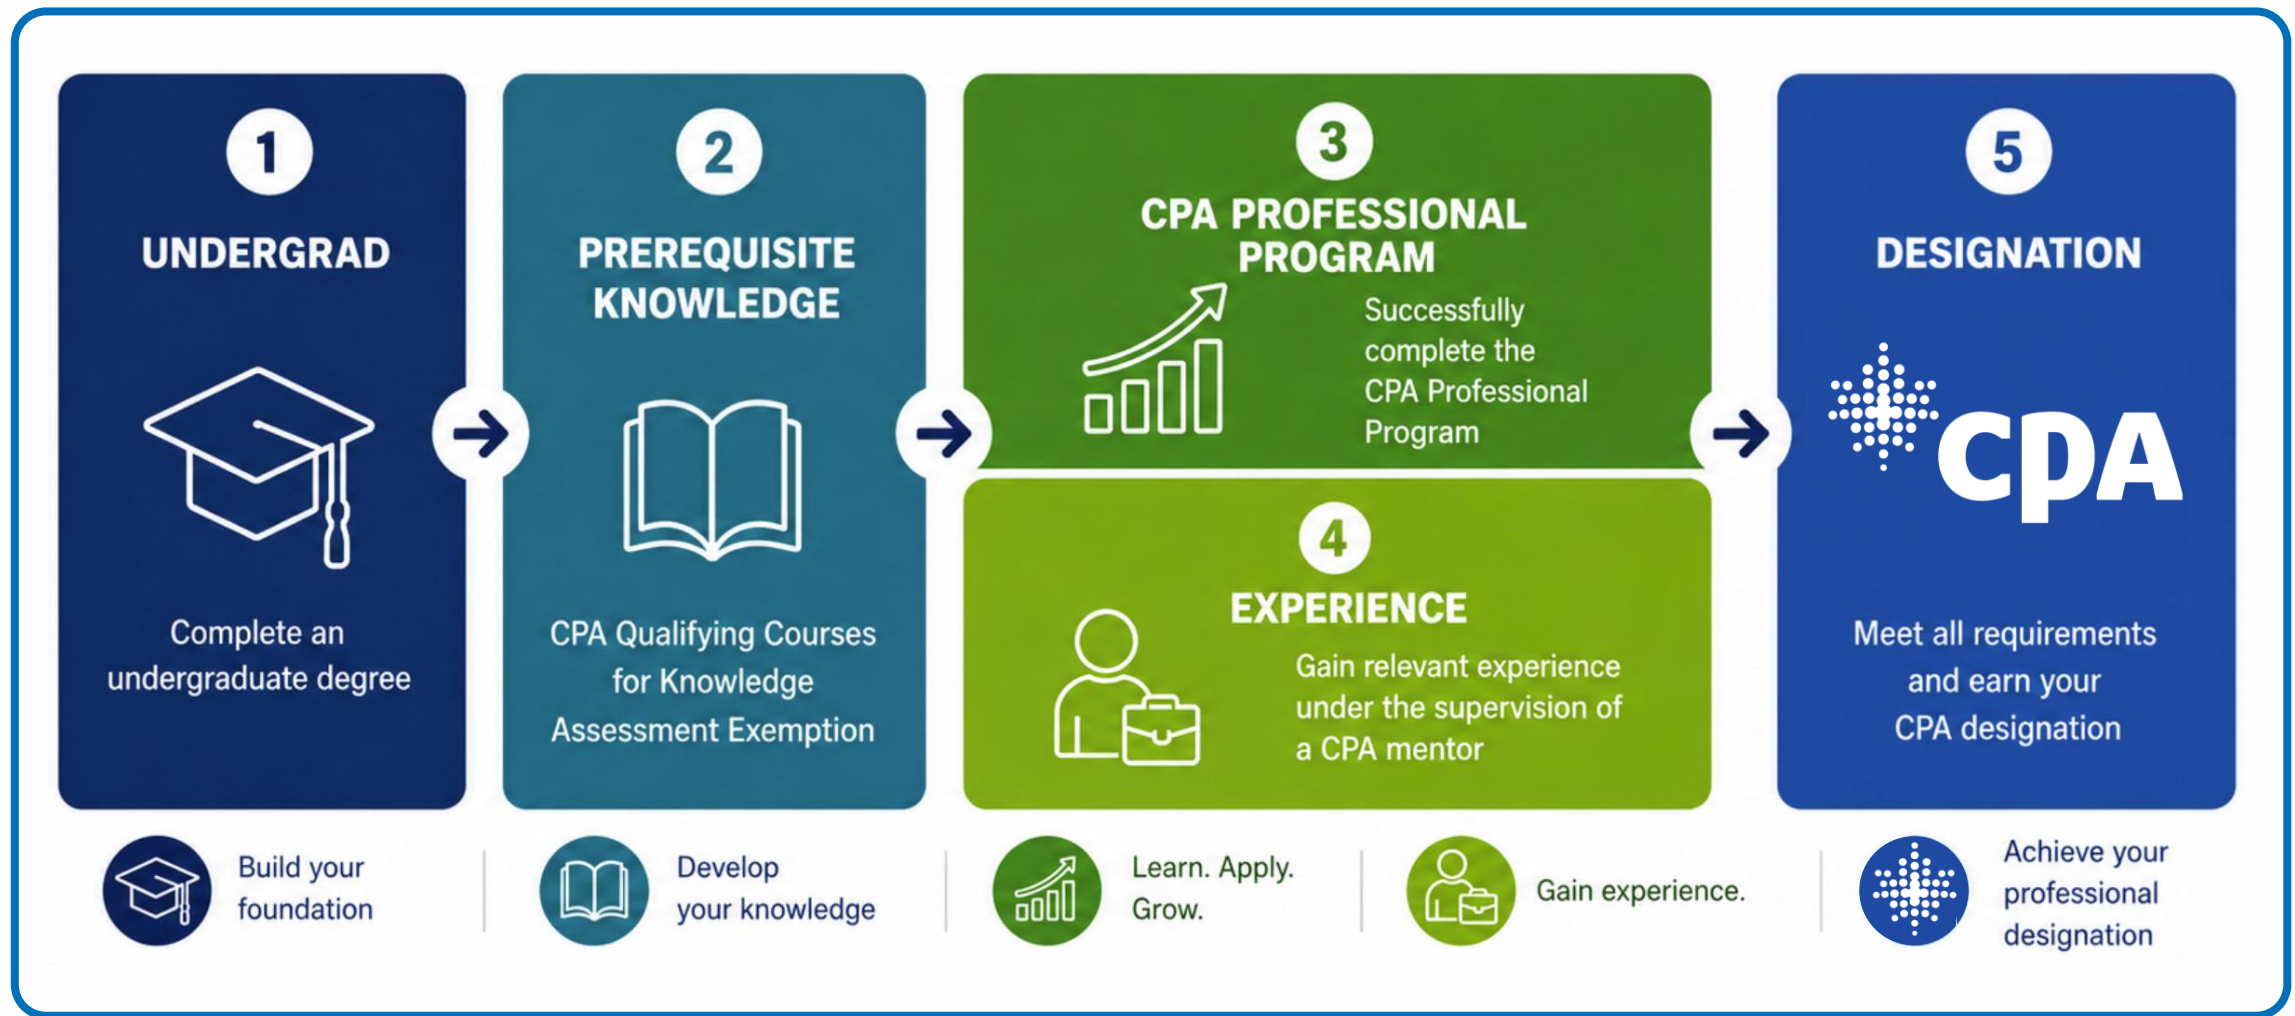 1
UNDERGRAD
Complete an
undergraduate degree
2
PREREQUISITE
KNOWLEDGE
CPA Qualifying Courses
for Knowledge
Assessment Exemption
3
CPA PROFESSIONAL
PROGRAM
Successfully
complete the
CPA Professional
Program
4
EXPERIENCE
Gain relevant experience
under the supervision of
a CPA mentor
5
DESIGNATION
cpA
Meet all requirements
and earn your
CPA designation
Build your
foundation
Develop
your knowledge
Learn. Apply.
Grow.
Gain experience.
Achieve your
professional
designation